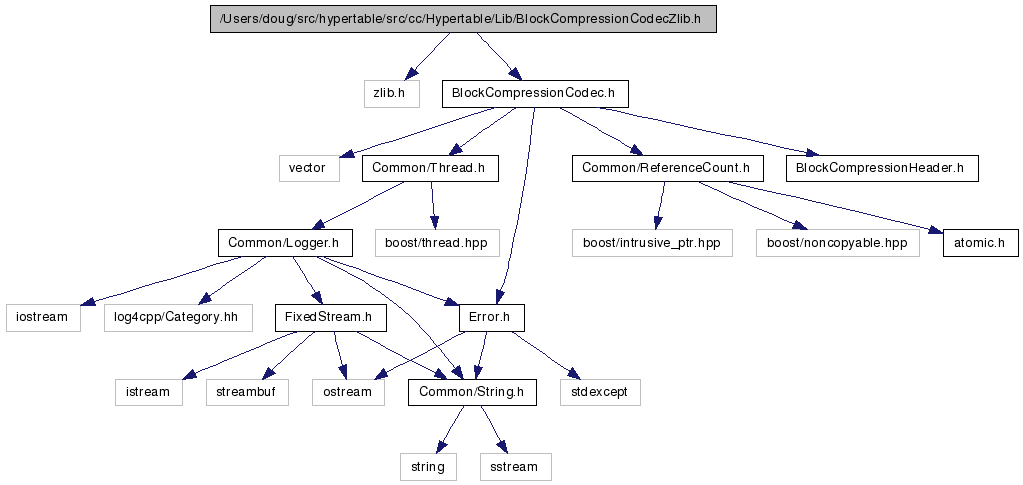 /Users/doug/src/hypertable/src/cc/Hypertable/Lib/BlockCompressionCodecZlib.h
zlib.h
BlockCompressionCodec.h
vector
Common/Thread.h
Common/ReferenceCount.h
BlockCompressionHeader.h
Common/Logger.h
boost/thread.hpp
boost/intrusive_ptr.hpp
boost/noncopyable.hpp
atomic.h
iostream
log4cpp/Category.hh
FixedStream.h
Error.h
istream
streambuf
ostream
Common/String.h
stdexcept
string
sstream